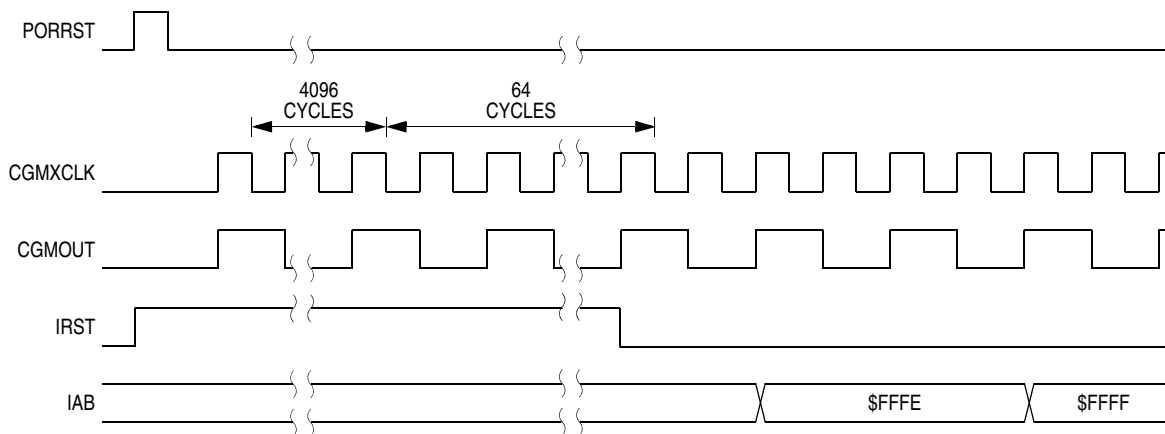 PORRST
4096
CYCLES
64
CYCLES
CGMXCLK
CGMOUT
IRST
IAB
$FFFE
$FFFF